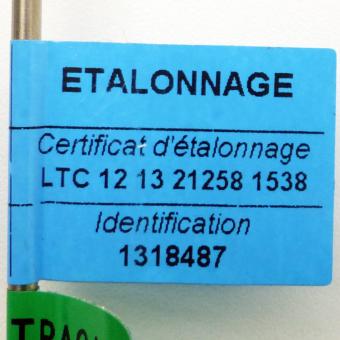 ETALONNAGE
Certificat d'étalonnage
LTC 12 13 21258 1538
Identification
1318487